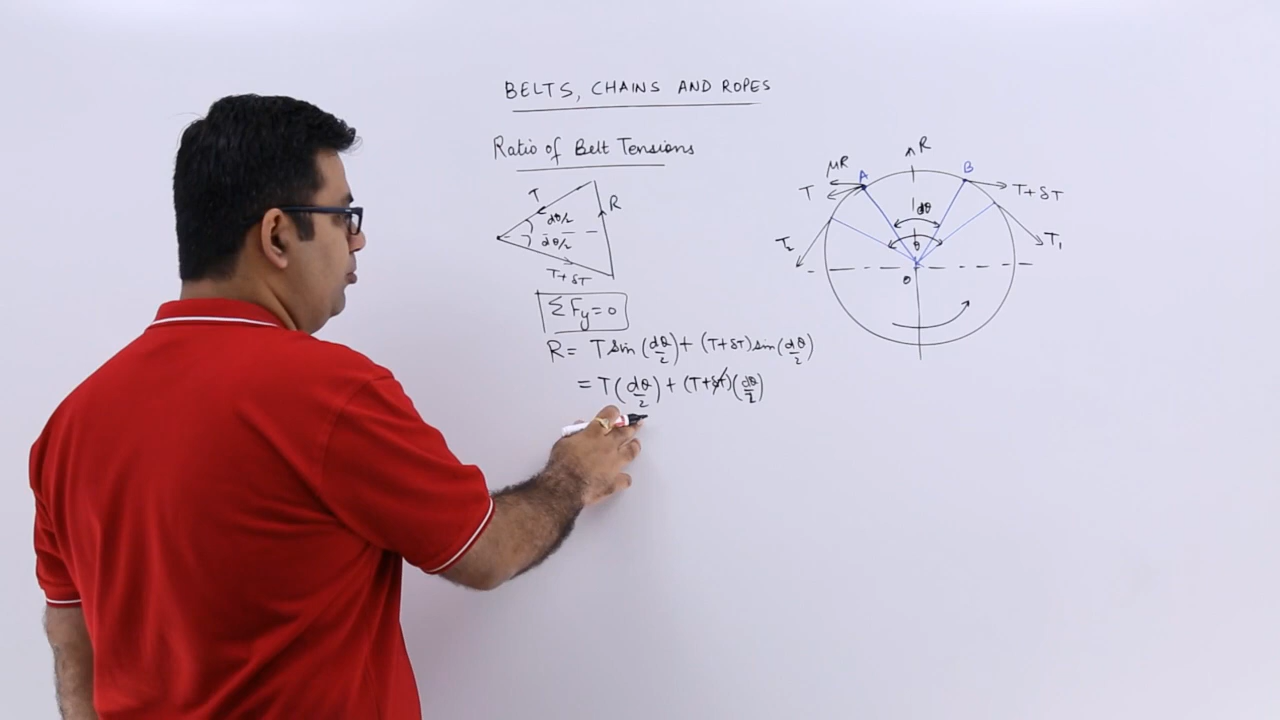 BELTS, CHAINS AND ROPES
Ratio of Belt Tensions
T
R
dθ/2
dθ/2
T+δT
ΣFy=0
R = T sin(dθ/2) + (T+δT) sin(dθ/2)
= T(dθ/2) + (T+δT)(dθ/2)
R
μR
A
B
T
T+δT
dθ
T2
T1
θ
O